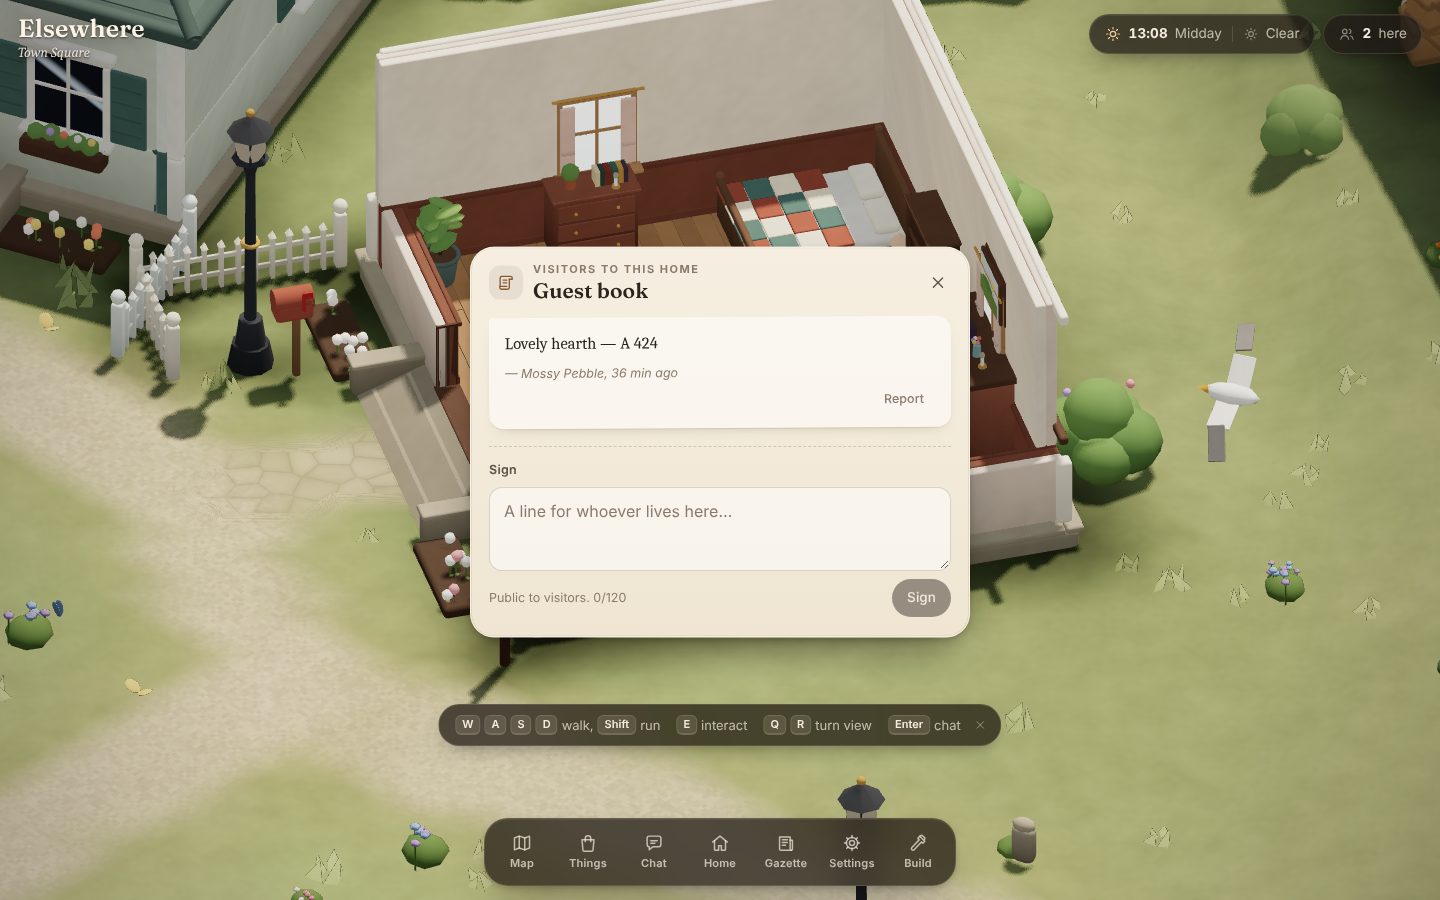 Elsewhere
Town Square
13:08 Midday Clear
2 here
VISITORS TO THIS HOME
Guest book
Lovely hearth — A 424
— Mossy Pebble, 36 min ago
Report
Sign
A line for whoever lives here...
Public to visitors. 0/120
Sign
W A S D walk, Shift run E interact Q R turn view Enter chat
Map Things Chat Home Gazette Settings Build